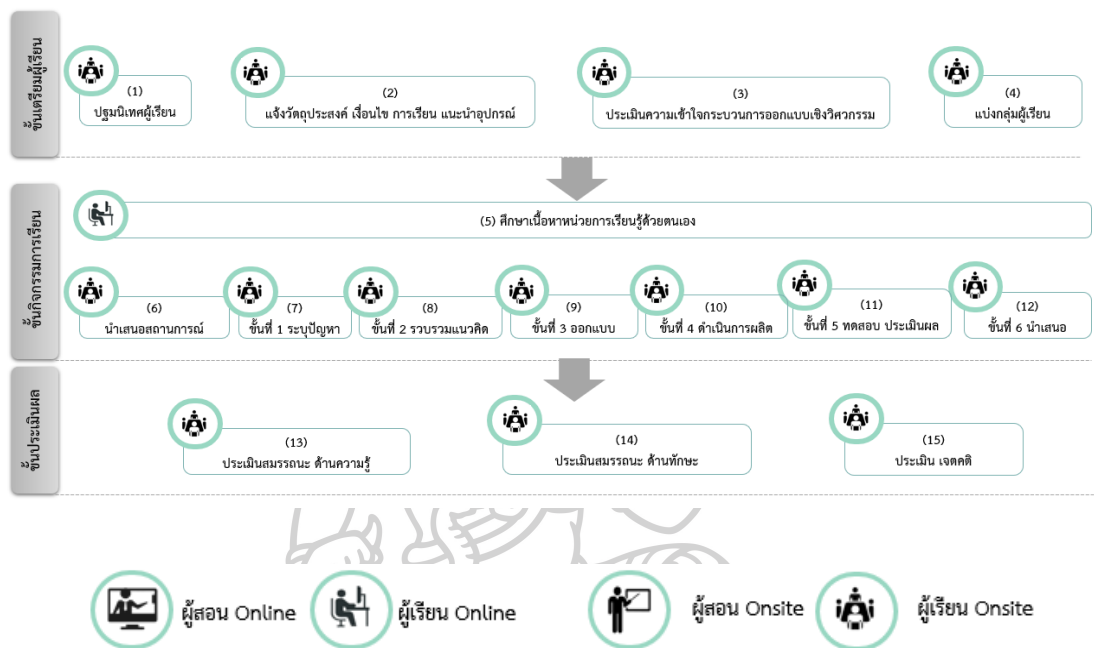 ขั้นเตรียมผู้เรียน
(1)
ปฐมนิเทศผู้เรียน
(2)
แจ้งวัตถุประสงค์ เงื่อนไข การเรียน แนะนำอุปกรณ์
(3)
ประเมินความเข้าใจกระบวนการออกแบบเชิงวิศวกรรม
(4)
แบ่งกลุ่มผู้เรียน
ขั้นกิจกรรมการเรียน
(5) ศึกษาเนื้อหาหน่วยการเรียนรู้ด้วยตนเอง
(6)
นำเสนอสถานการณ์
(7)
ขั้นที่ 1 ระบุปัญหา
(8)
ขั้นที่ 2 รวบรวมแนวคิด
(9)
ขั้นที่ 3 ออกแบบ
(10)
ขั้นที่ 4 ดำเนินการผลิต
(11)
ขั้นที่ 5 ทดสอบ ประเมินผล
(12)
ขั้นที่ 6 นำเสนอ
ขั้นประเมินผล
(13)
ประเมินสมรรถนะ ด้านความรู้
(14)
ประเมินสมรรถนะ ด้านทักษะ
(15)
ประเมิน เจตคติ
ผู้สอน Online
ผู้เรียน Online
ผู้สอน Onsite
ผู้เรียน Onsite